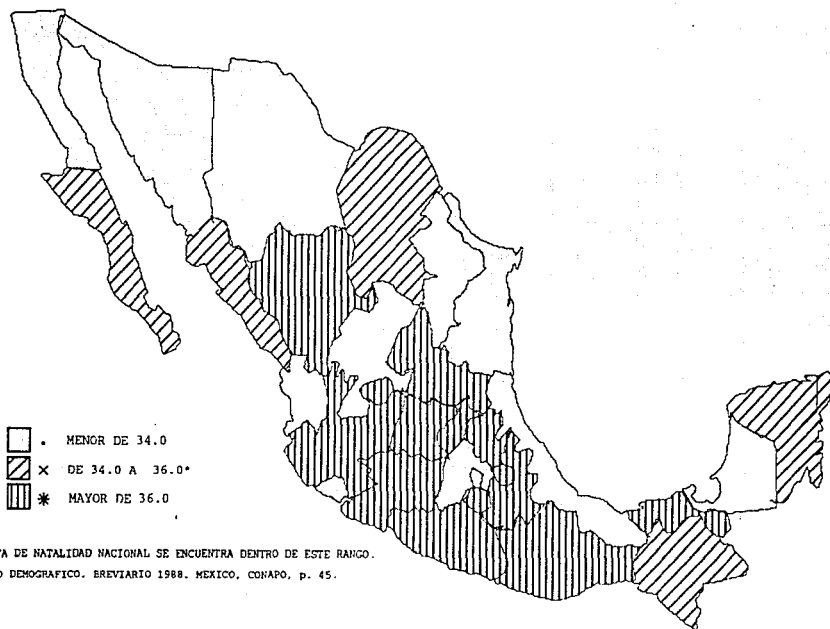 . MENOR DE 34.0
× DE 34.0 A 36.0*
* MAYOR DE 36.0
DE NATALIDAD NACIONAL SE ENCUENTRA DENTRO DE ESTE RANGO.
DEMOGRAFICO. BREVIARIO 1988. MEXICO, CONAPO, p. 45.